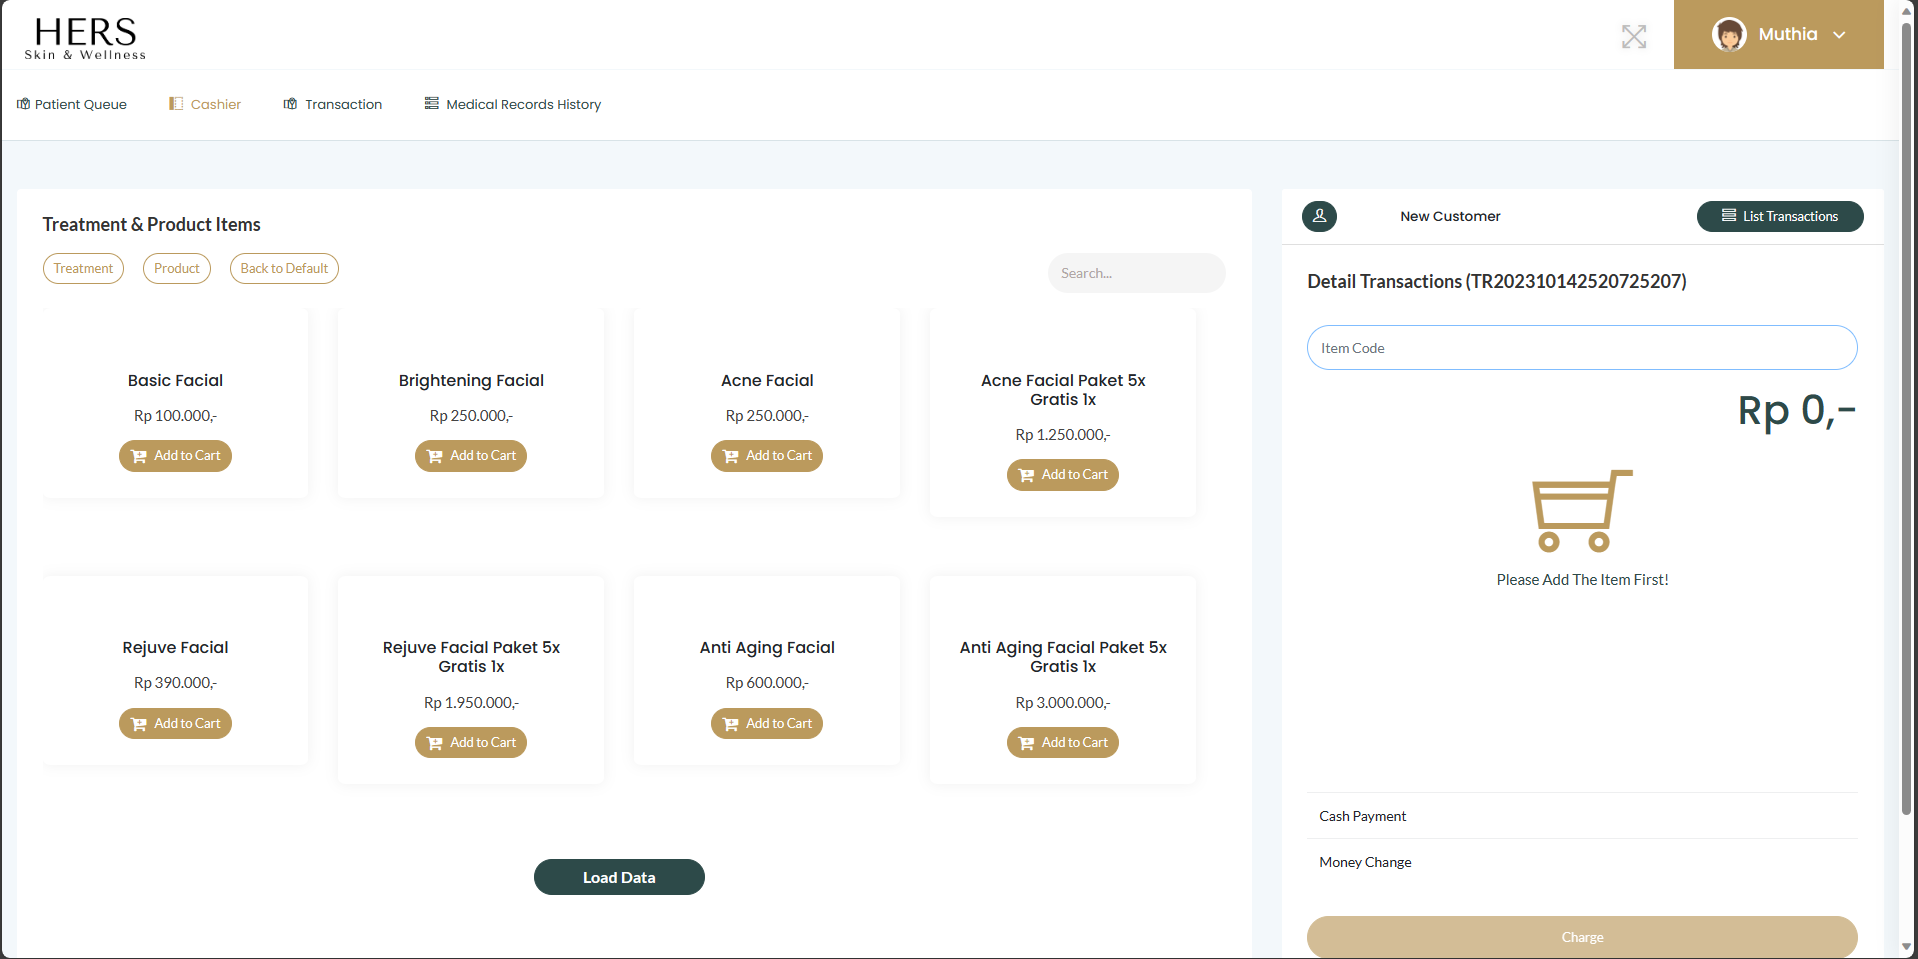 HERS
Skin & Wellness
Muthia
Patient Queue
Cashier
Transaction
Medical Records History
Treatment & Product Items
Treatment
Product
Back to Default
Search...
Basic Facial
Rp 100.000,-
Add to Cart
Brightening Facial
Rp 250.000,-
Add to Cart
Acne Facial
Rp 250.000,-
Add to Cart
Acne Facial Paket 5x
Gratis 1x
Rp 1.250.000,-
Add to Cart
Rejuve Facial
Rp 390.000,-
Add to Cart
Rejuve Facial Paket 5x
Gratis 1x
Rp 1.950.000,-
Add to Cart
Anti Aging Facial
Rp 600.000,-
Add to Cart
Anti Aging Facial Paket 5x
Gratis 1x
Rp 3.000.000,-
Add to Cart
Load Data
New Customer
List Transactions
Detail Transactions (TR202310142520725207)
Item Code
Rp 0,-
Please Add The Item First!
Cash Payment
Money Change
Charge